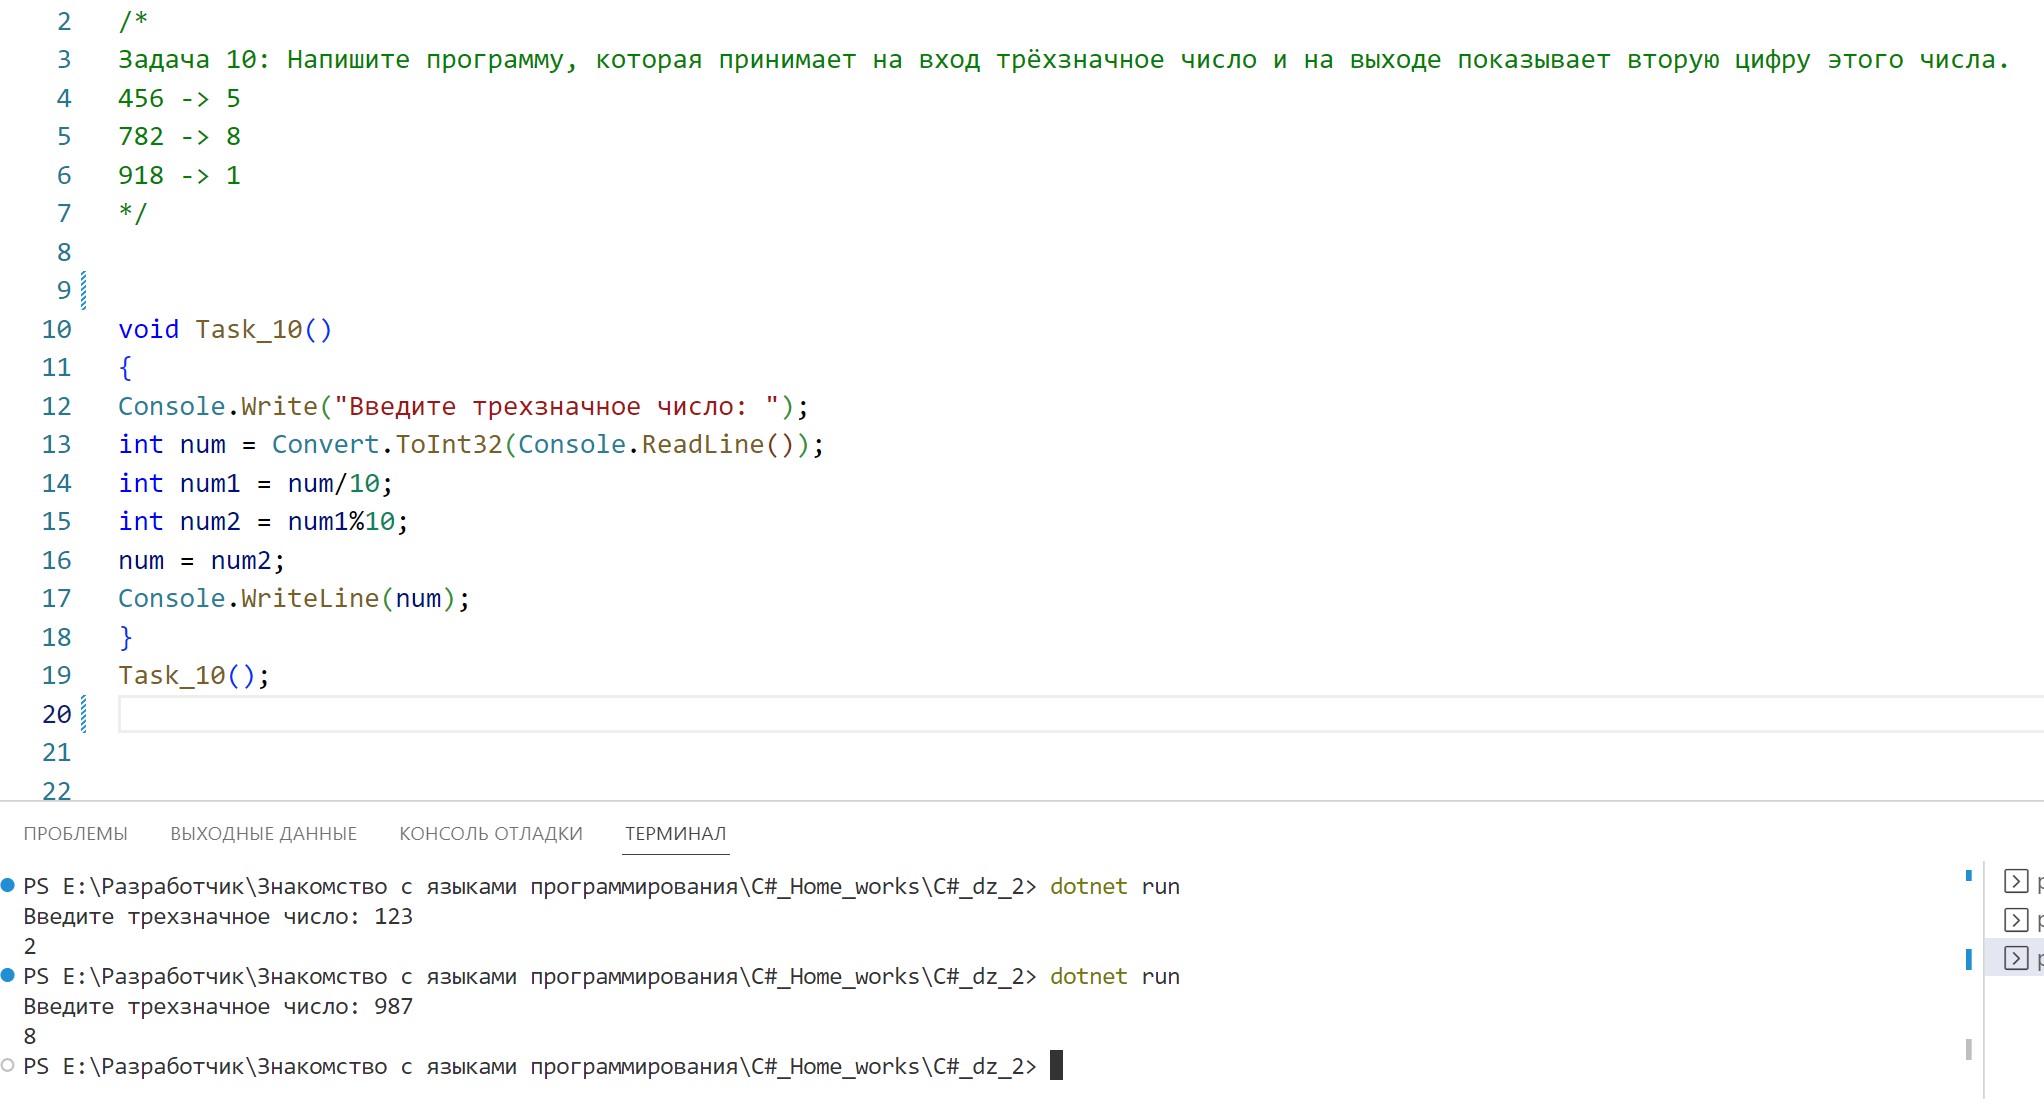 2 /*
3 Задача 10: Напишите программу, которая принимает на вход трёхзначное число и на выходе показывает вторую цифру этого числа.
4 456 -> 5
5 782 -> 8
6 918 -> 1
7 */
8
9
10 void Task_10()
11 {
12 Console.Write("Введите трехзначное число: ");
13 int num = Convert.ToInt32(Console.ReadLine());
14 int num1 = num/10;
15 int num2 = num1%10;
16 num = num2;
17 Console.WriteLine(num);
18 }
19 Task_10();
20
21
22
ПРОБЛЕМЫ ВЫХОДНЫЕ ДАННЫЕ КОНСОЛЬ ОТЛАДКИ ТЕРМИНАЛ
PS E:\Разработчик\Знакомство с языками программирования\C#_Home_works\C#_dz_2> dotnet run
Введите трехзначное число: 123
2
PS E:\Разработчик\Знакомство с языками программирования\C#_Home_works\C#_dz_2> dotnet run
Введите трехзначное число: 987
8
PS E:\Разработчик\Знакомство с языками программирования\C#_Home_works\C#_dz_2>